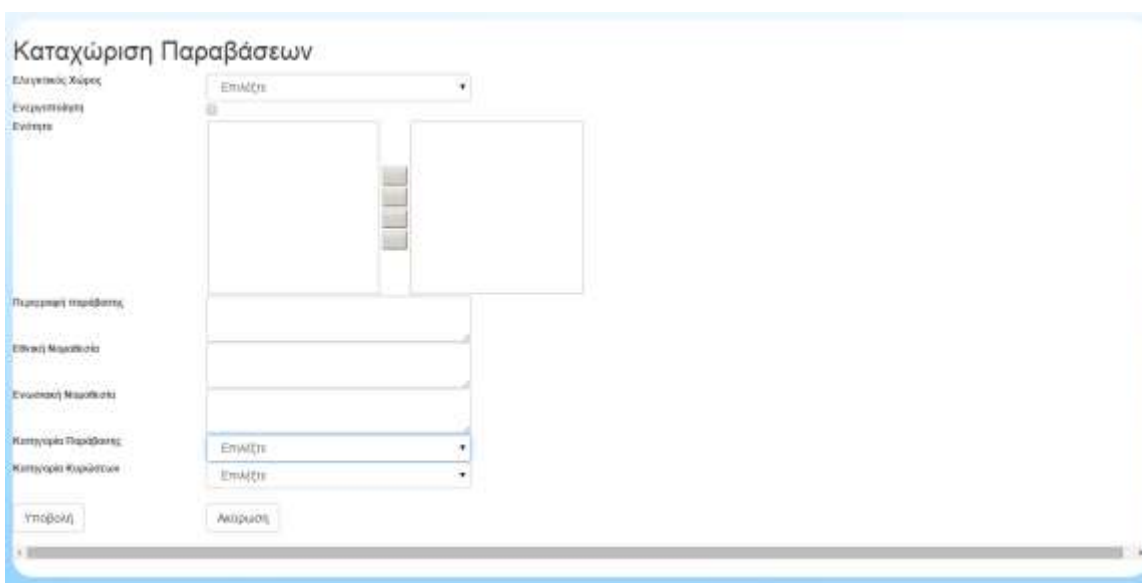 Καταχώριση Παραβάσεων
Ελεγκτικός Χώρος
Επιλέξτε
Ενεργοποίηση
Ενότητα
Περιγραφή παράβασης
Εθνική Νομοθεσία
Ενωσιακή Νομοθεσία
Κατηγορία Παράβασης
Επιλέξτε
Κατηγορία Κυρώσεων
Επιλέξτε
Υποβολή
Ακύρωση